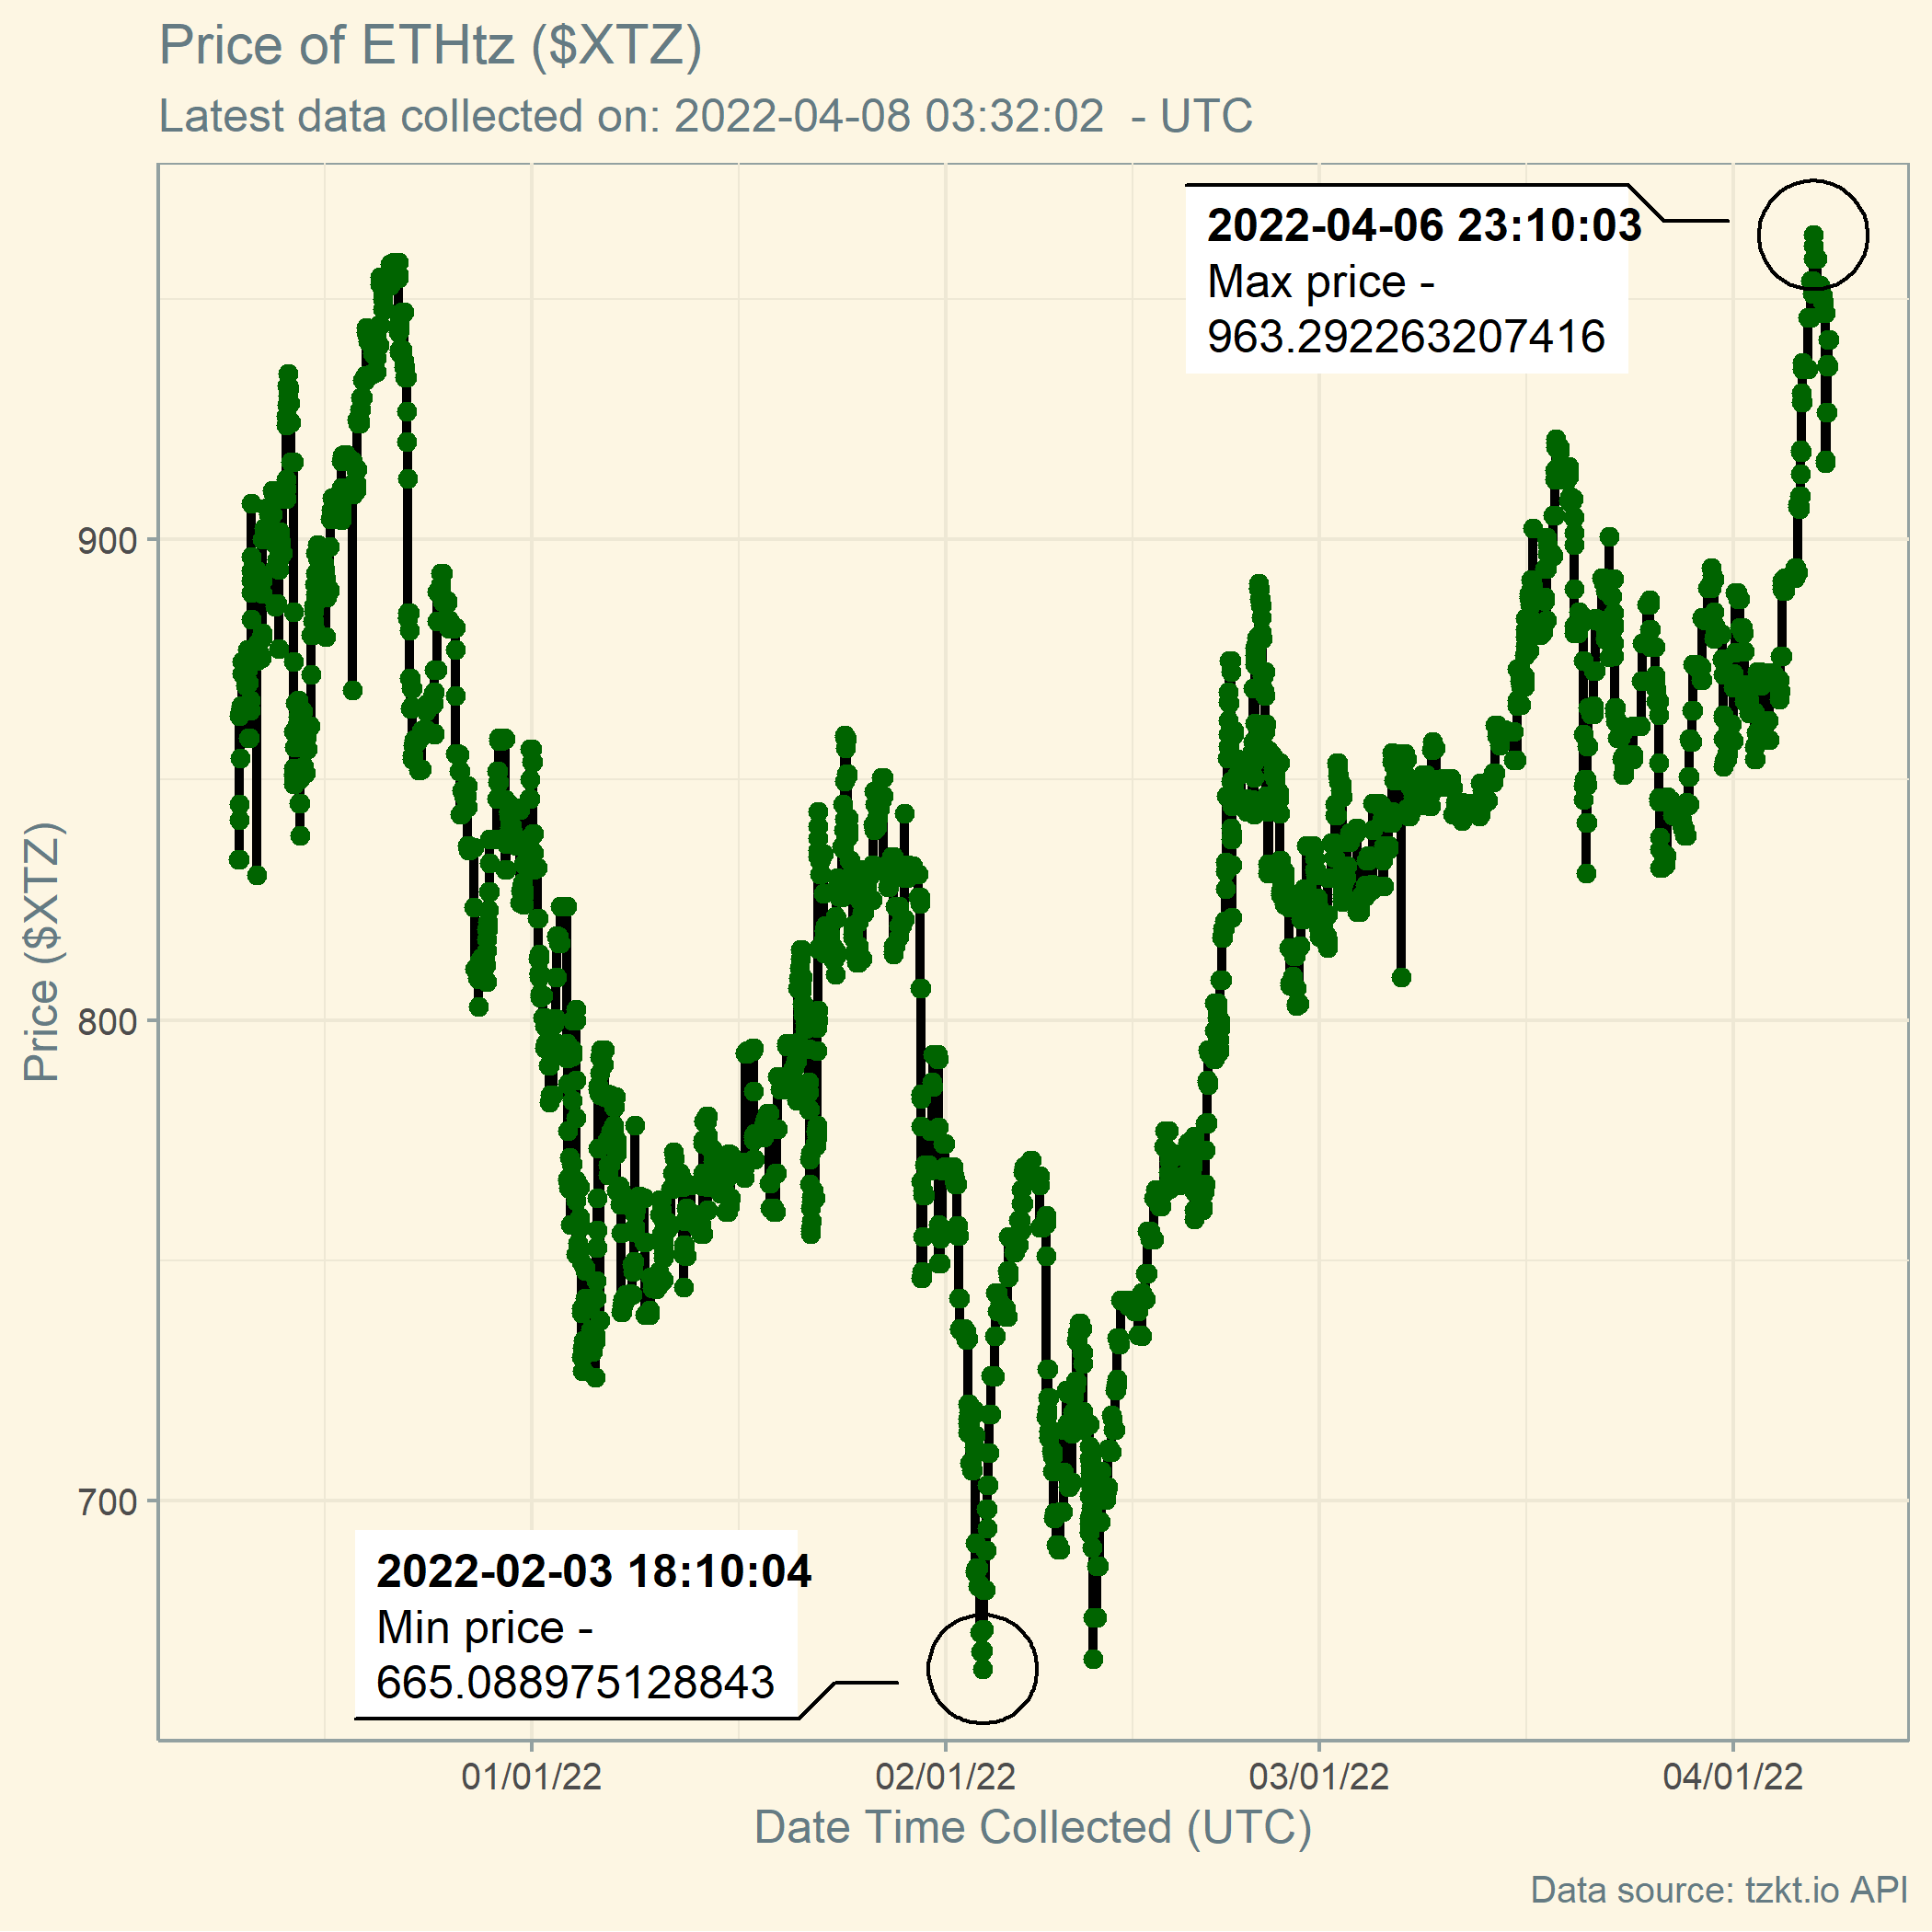 Price of ETHtz ($XTZ)
Latest data collected on: 2022-04-08 03:32:02  - UTC
2022-04-06 23:10:03
Max price -
963.292263207416
900
800
700
Price ($XTZ)
2022-02-03 18:10:04
Min price -
665.088975128843
01/01/22 02/01/22 03/01/22 04/01/22
Date Time Collected (UTC)
Data source: tzkt.io API